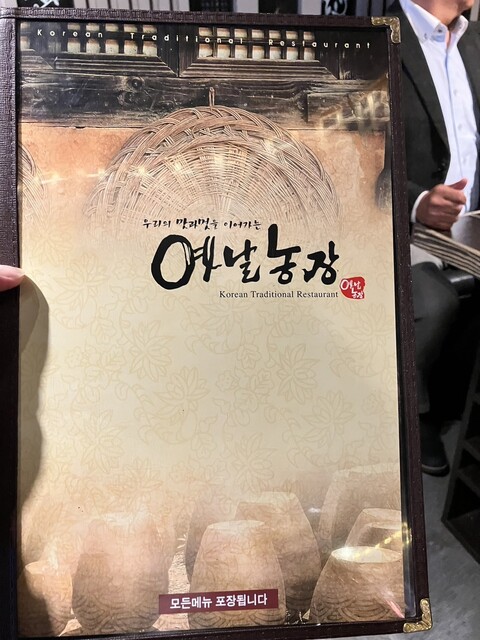 Korean Traditional Restaurant
우리의 맛과멋을 이어가는
옛날농장
Korean Traditional Restaurant
옛날
농장
모든메뉴 포장됩니다